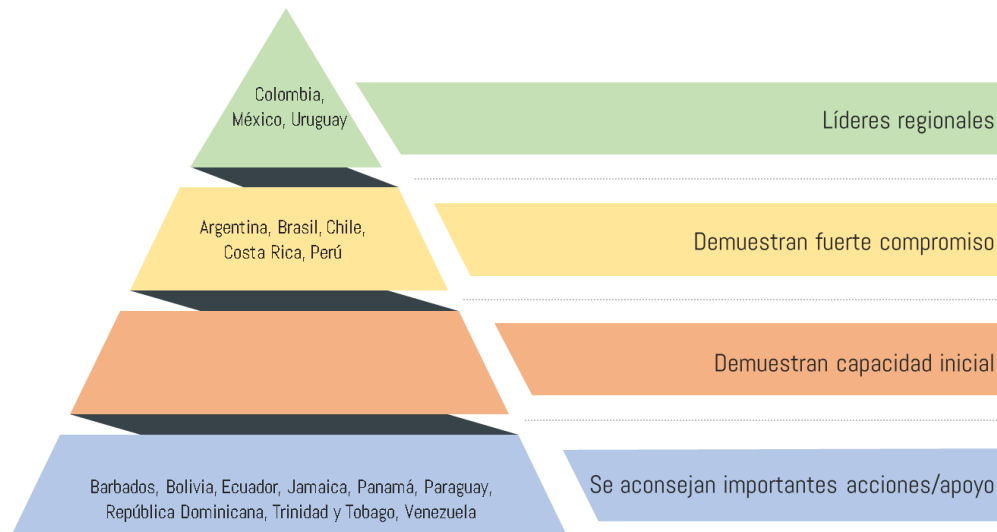 Colombia,
México, Uruguay
Líderes regionales
Argentina, Brasil, Chile,
Costa Rica, Perú
Demuestran fuerte compromiso
Demuestran capacidad inicial
Barbados, Bolivia, Ecuador, Jamaica, Panamá, Paraguay,
República Dominicana, Trinidad y Tobago, Venezuela
Se aconsejan importantes acciones/apoyo